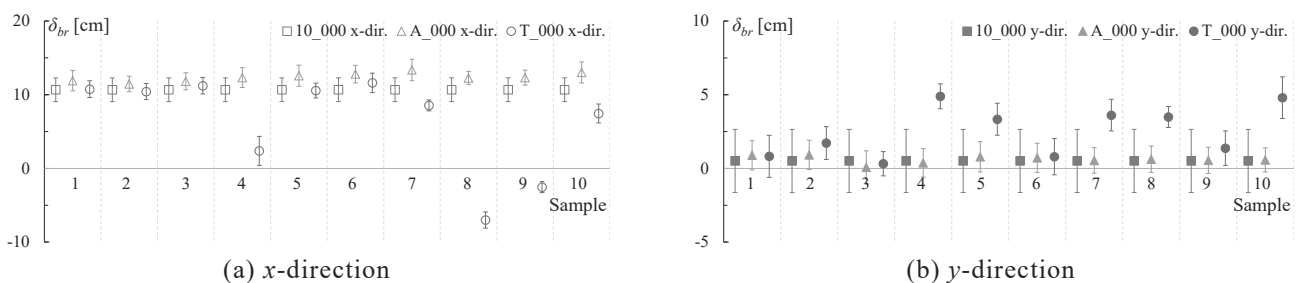 20
δbr [cm]
10_000 x-dir. A_000 x-dir. T_000 x-dir.
10
0
1 2 3 4 5 6 7 8 9 10
Sample
-10
(a) x-direction
10
δbr [cm]
10_000 y-dir. A_000 y-dir. T_000 y-dir.
5
0
1 2 3 4 5 6 7 8 9 10
Sample
-5
(b) y-direction